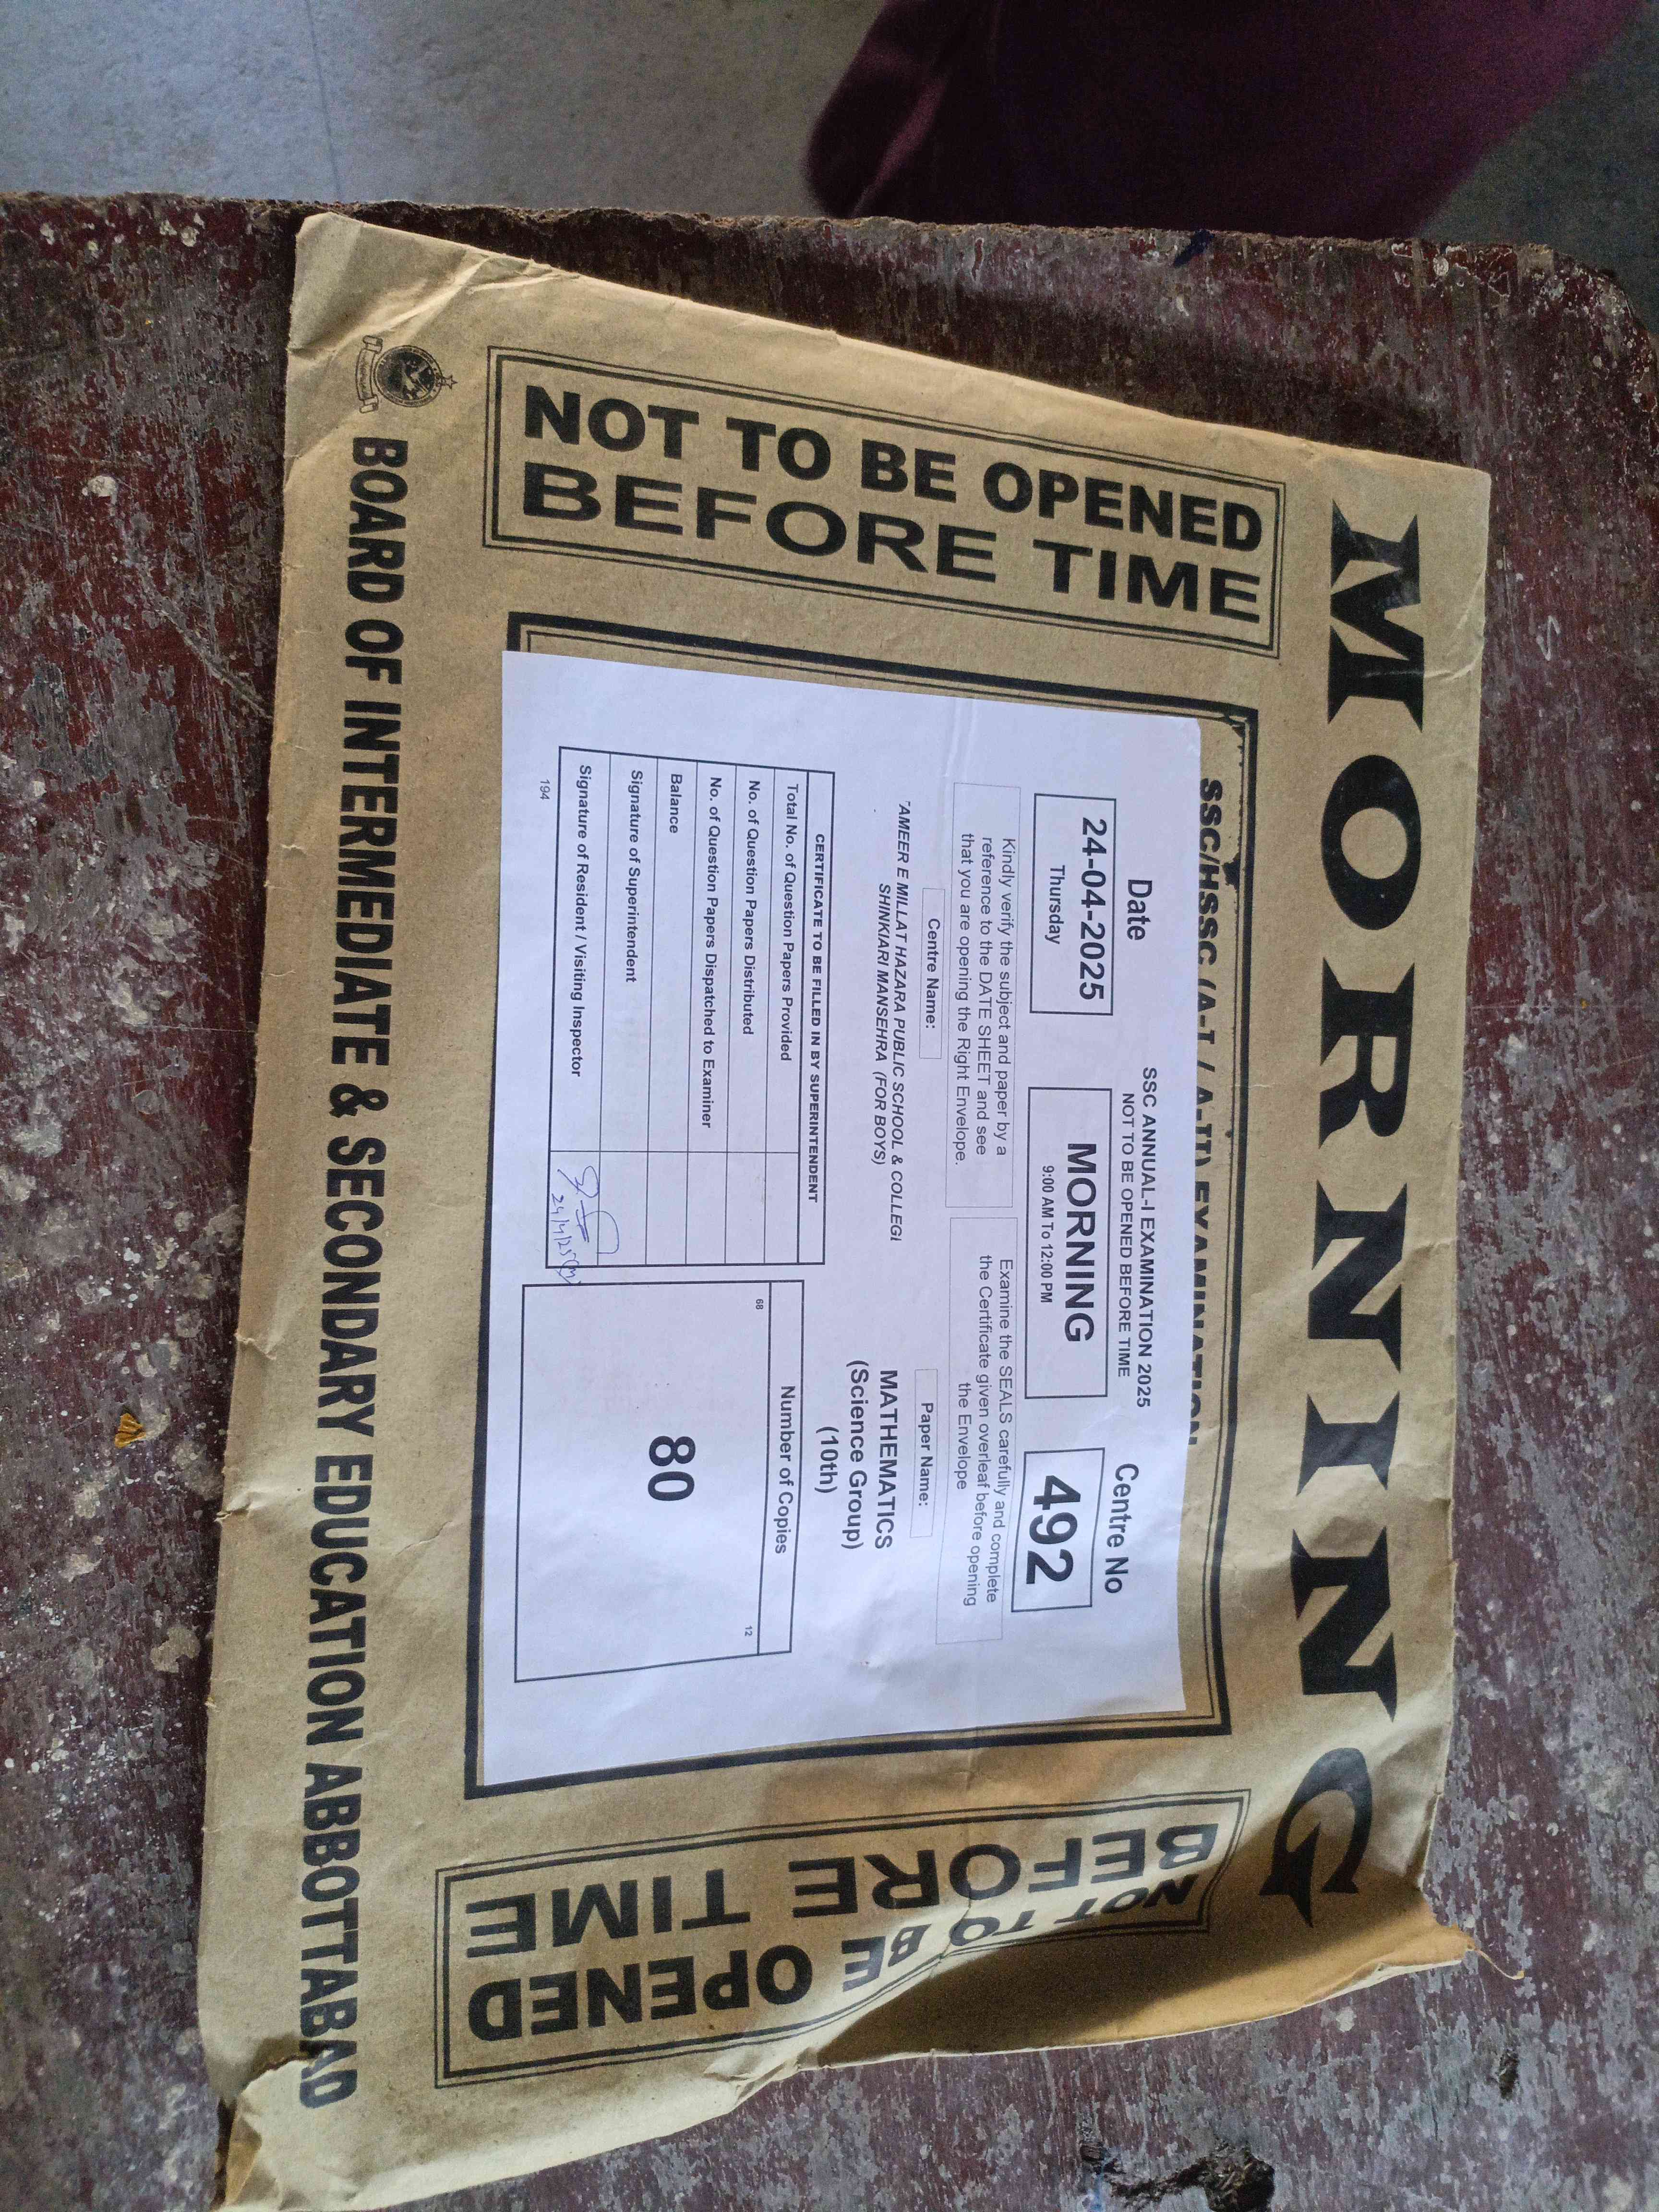 MORNING
NOT TO BE OPENED
BEFORE TIME
SSC/HSSC (A-I / A-II) EXAMINATION
SSC ANNUAL-I EXAMINATION 2025
NOT TO BE OPENED BEFORE TIME
Date
24-04-2025
Thursday
MORNING
9:00 AM To 12:00 PM
Centre No
492
Kindly verify the subject and paper by a
reference to the DATE SHEET and see
that you are opening the Right Envelope.
Examine the SEALS carefully and complete
the Certificate given overleaf before opening
the Envelope
Centre Name:
"AMEER E MILLAT HAZARA PUBLIC SCHOOL & COLLEGI
SHINKIARI MANSEHRA (FOR BOYS)
Paper Name:
MATHEMATICS
(Science Group)
(10th)
CERTIFICATE TO BE FILLED IN BY SUPERINTENDENT
Total No. of Question Papers Provided
No. of Question Papers Distributed
No. of Question Papers Dispatched to Examiner
Balance
Signature of Superintendent
Signature of Resident / Visiting Inspector
24/4/25(M)
194
Number of Copies
68 12
80
NOT TO BE OPENED
BEFORE TIME
BOARD OF INTERMEDIATE & SECONDARY EDUCATION ABBOTTABAD